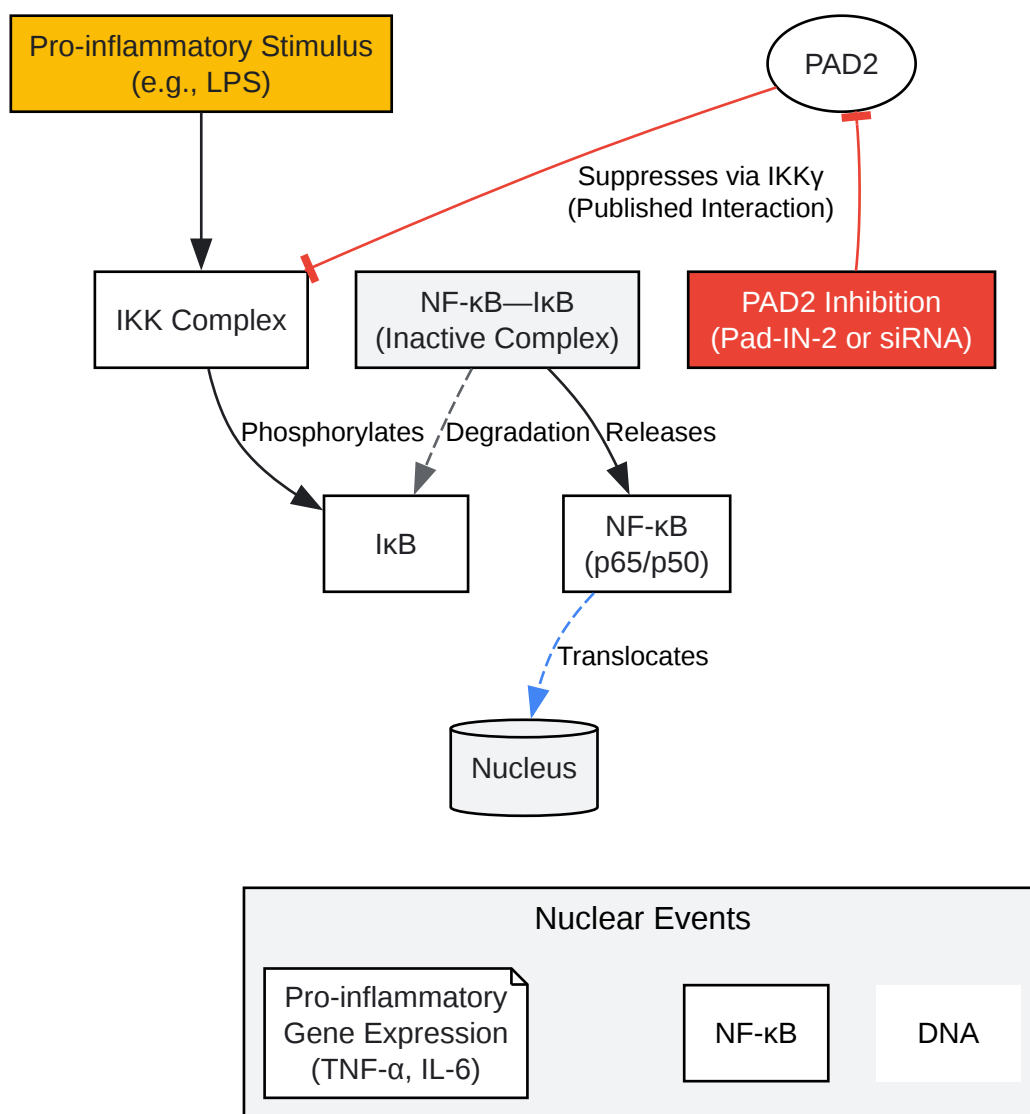 Pro-inflammatory Stimulus
(e.g., LPS)
PAD2
Suppresses via IKKγ
(Published Interaction)
IKK Complex
NF-κB—IκB
(Inactive Complex)
PAD2 Inhibition
(Pad-IN-2 or siRNA)
Phosphorylates
Degradation
Releases
IκB
NF-κB
(p65/p50)
Translocates
Nucleus
Nuclear Events
Pro-inflammatory
Gene Expression
(TNF-α, IL-6)
NF-κB
DNA